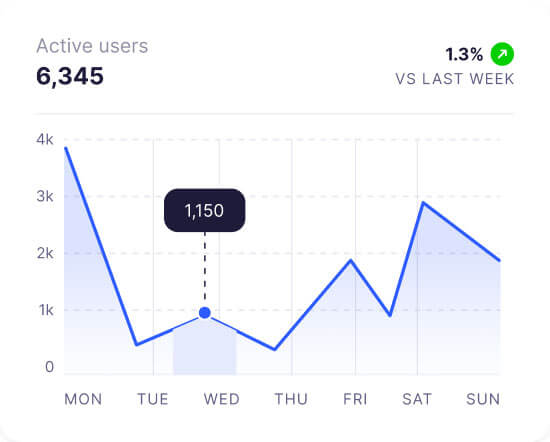 Active users
6,345
1.3%
VS LAST WEEK
4k
3k
2k
1k
0
1,150
MON TUE WED THU FRI SAT SUN